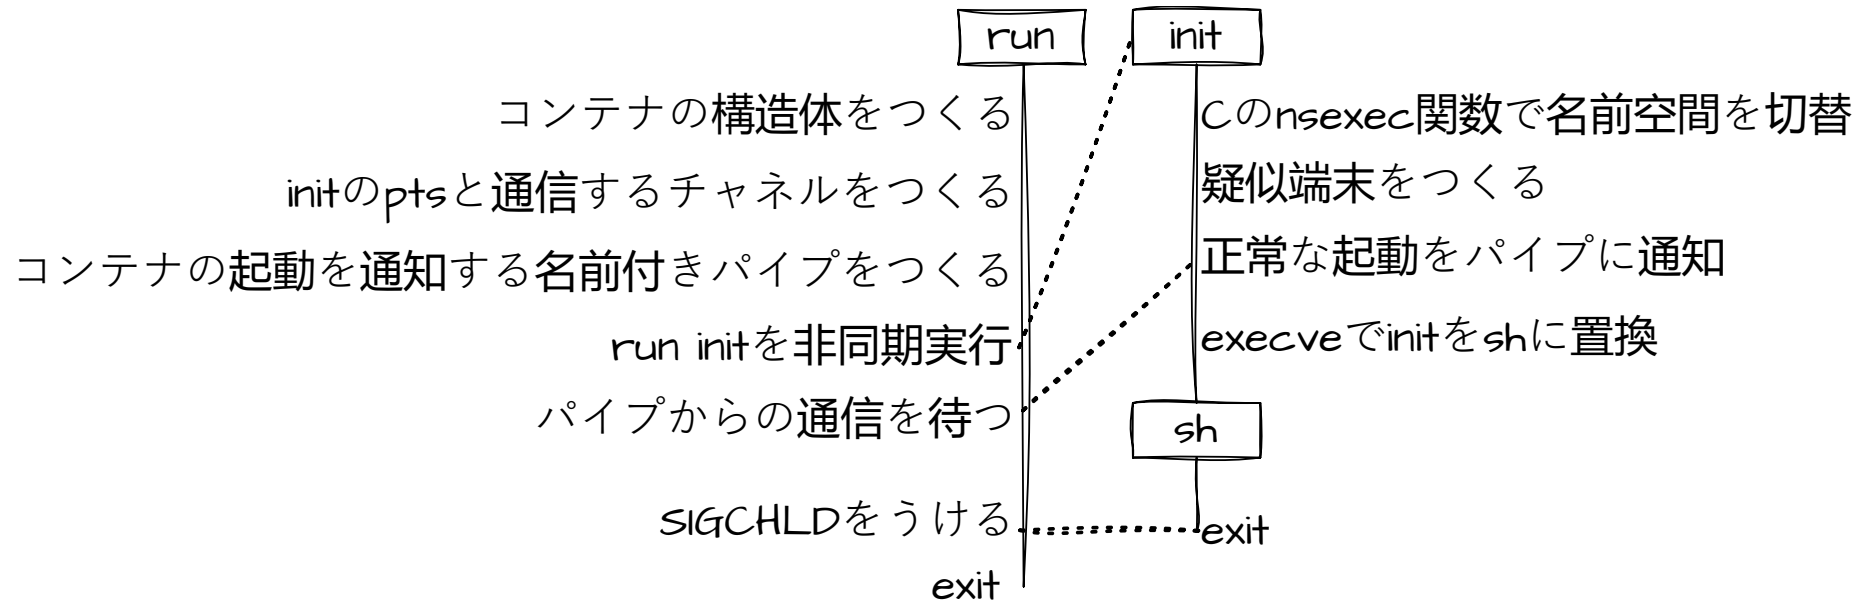 run
init
コンテナの構造体をつくる
Cのnsexec関数で名前空間を切替
initのptsと通信するチャネルをつくる
疑似端末をつくる
コンテナの起動を通知する名前付きパイプをつくる
正常な起動をパイプに通知
run initを非同期実行
execveでinitをshに置換
パイプからの通信を待つ
sh
SIGCHLDをうける
exit
exit